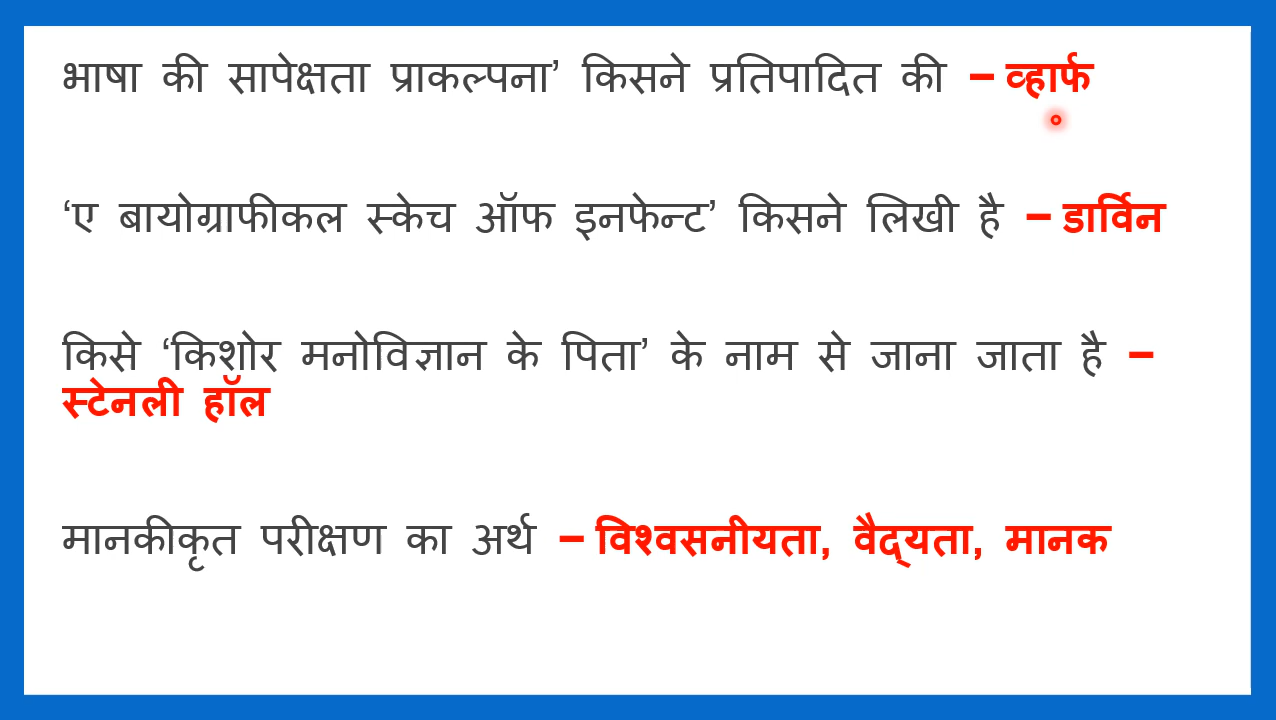 भाषा की सापेक्षता प्राकल्पना’ किसने प्रतिपादित की – व्हार्फ
‘ए बायोग्राफीकल स्केच ऑफ इनफेन्ट’ किसने लिखी है – डार्विन
किसे ‘किशोर मनोविज्ञान के पिता’ के नाम से जाना जाता है –
स्टेनली हॉल
मानकीकृत परीक्षण का अर्थ – विश्वसनीयता, वैद्यता, मानक